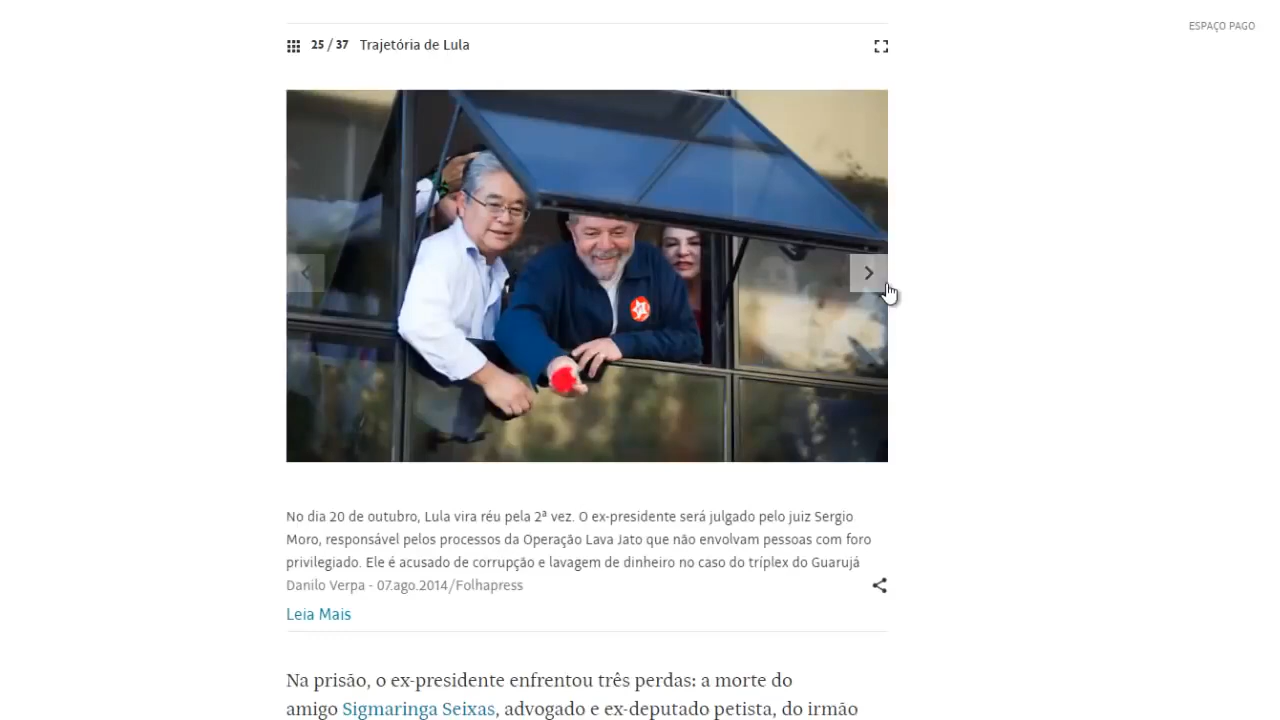 ESPAÇO PAGO
25 / 37 Trajetória de Lula
No dia 20 de outubro, Lula vira réu pela 2ª vez. O ex-presidente será julgado pelo juiz Sergio
Moro, responsável pelos processos da Operação Lava Jato que não envolvam pessoas com foro
privilegiado. Ele é acusado de corrupção e lavagem de dinheiro no caso do tríplex do Guarujá
Danilo Verpa - 07.ago.2014/Folhapress
Leia Mais
Na prisão, o ex-presidente enfrentou três perdas: a morte do
amigo Sigmaringa Seixas, advogado e ex-deputado petista, do irmão